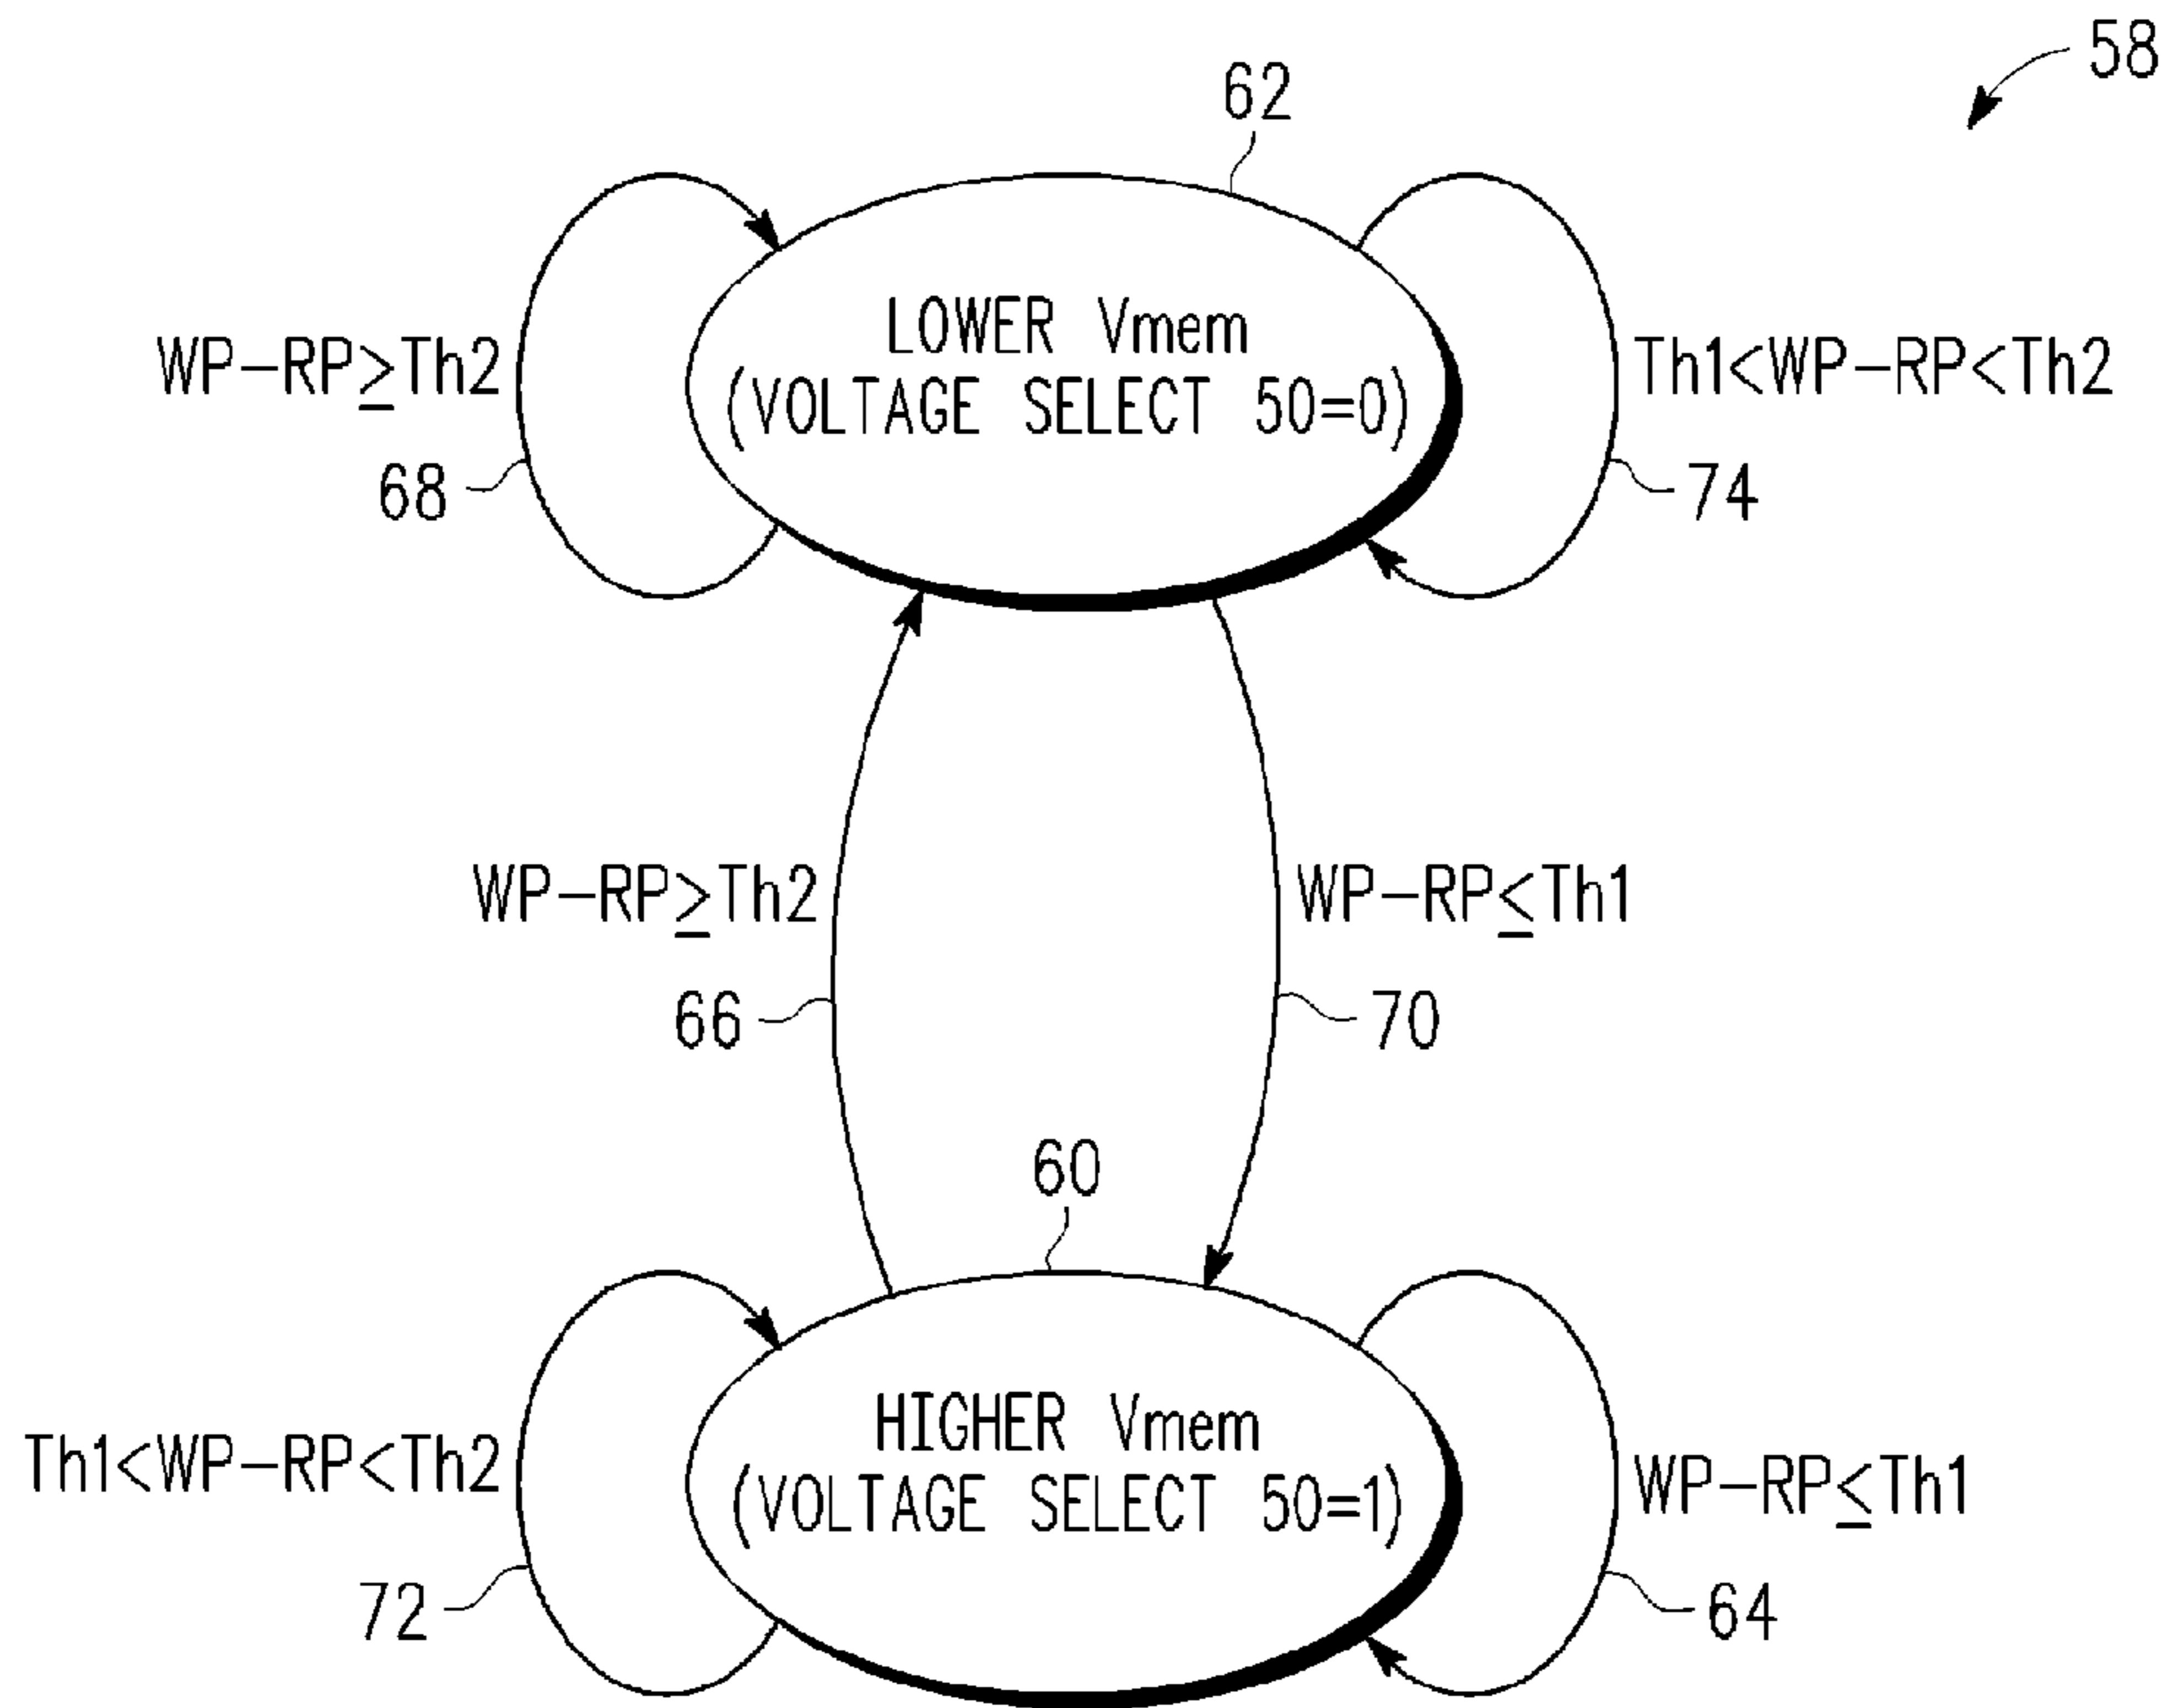 58
62
LOWER Vmem
(VOLTAGE SELECT 50=0)
WP-RP≥Th2
68
Th1<WP-RP<Th2
74
WP-RP≥Th2
66
WP-RP≤Th1
70
60
HIGHER Vmem
(VOLTAGE SELECT 50=1)
Th1<WP-RP<Th2
72
WP-RP≤Th1
64